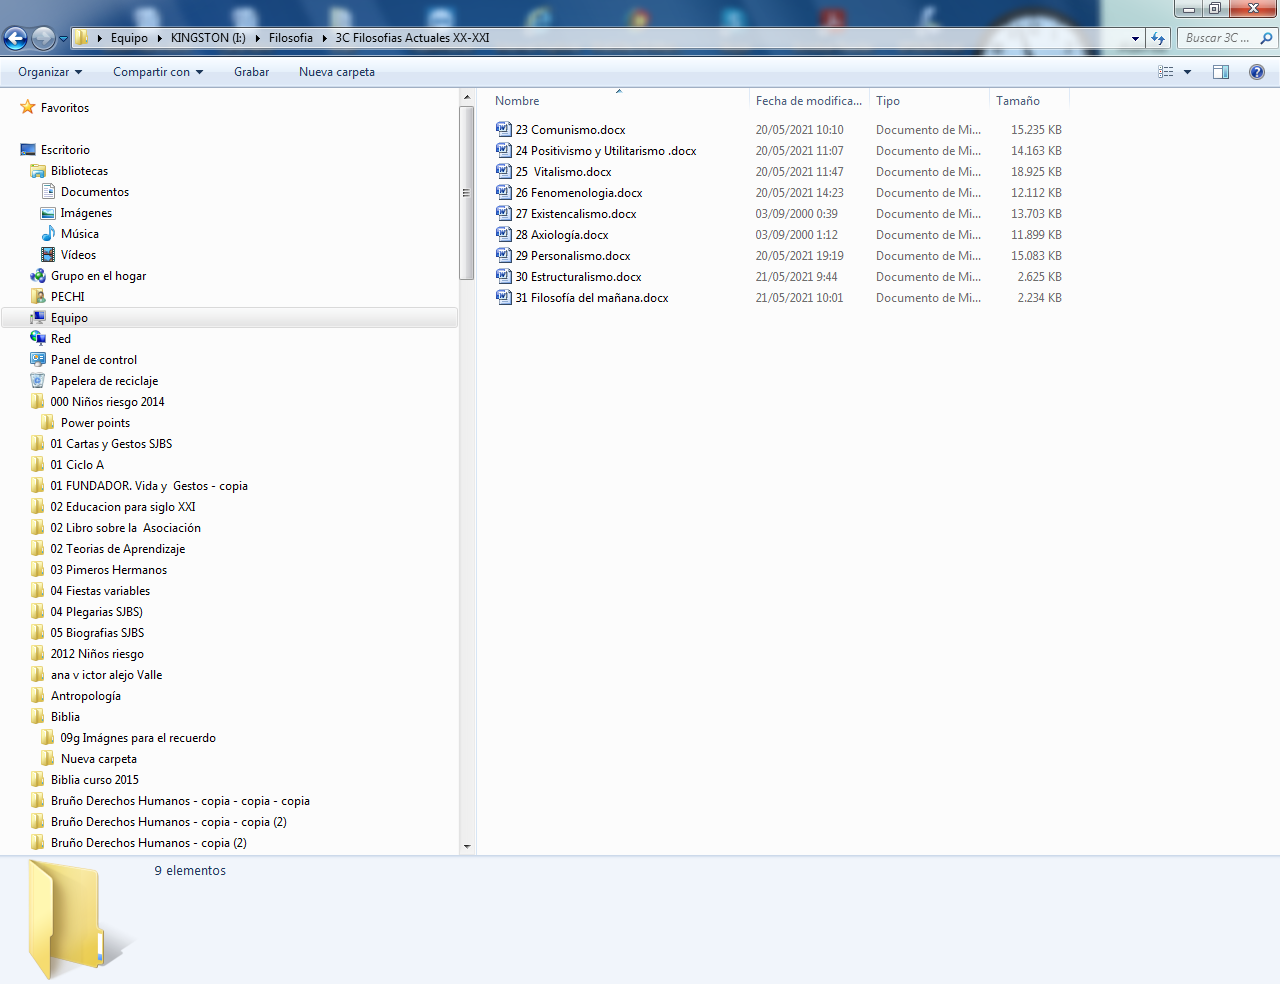 Equipo KINGSTON (I:) Filosofia 3C Filosofias Actuales XX-XXI
Buscar 3C ...
Organizar Compartir con Grabar Nueva carpeta
Favoritos
Escritorio
Bibliotecas
Documentos
Imágenes
Música
Vídeos
Grupo en el hogar
PECHI
Equipo
Red
Panel de control
Papelera de reciclaje
000 Niños riesgo 2014
Power points
01 Cartas y Gestos SJBS
01 Ciclo A
01 FUNDADOR. Vida y  Gestos - copia
02 Educacion para siglo XXI
02 Libro sobre la  Asociación
02 Teorias de Aprendizaje
03 Pimeros Hermanos
04 Fiestas variables
04 Plegarias SJBS)
05 Biografias SJBS
2012 Niños riesgo
ana v ictor alejo Valle
Antropología
Biblia
09g Imágnes para el recuerdo
Nueva carpeta
Biblia curso 2015
Bruño Derechos Humanos - copia - copia - copia
Bruño Derechos Humanos - copia - copia (2)
Bruño Derechos Humanos - copia (2)
Nombre Fecha de modifica... Tipo Tamaño
23 Comunismo.docx 20/05/2021 10:10 Documento de Mi... 15.235 KB
24 Positivismo y Utilitarismo .docx 20/05/2021 11:07 Documento de Mi... 14.163 KB
25  Vitalismo.docx 20/05/2021 11:47 Documento de Mi... 18.925 KB
26 Fenomenologia.docx 20/05/2021 14:23 Documento de Mi... 12.112 KB
27 Existencalismo.docx 03/09/2000 0:39 Documento de Mi... 13.703 KB
28 Axiología.docx 03/09/2000 1:12 Documento de Mi... 11.899 KB
29 Personalismo.docx 20/05/2021 19:19 Documento de Mi... 15.083 KB
30 Estructuralismo.docx 21/05/2021 9:44 Documento de Mi... 2.625 KB
31 Filosofía del mañana.docx 21/05/2021 10:01 Documento de Mi... 2.234 KB
9 elementos